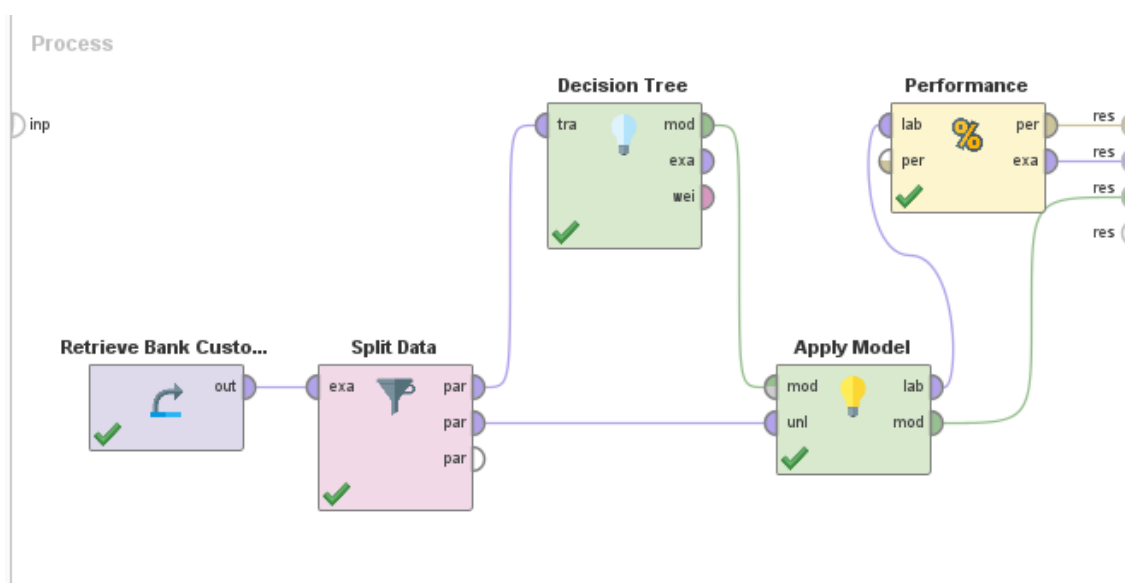 Process
inp
Decision Tree
tra
mod
exa
wei
Performance
%
lab
per
per
exa
res
res
res
res
Retrieve Bank Custo...
out
Split Data
exa
par
par
par
Apply Model
mod
lab
unl
mod